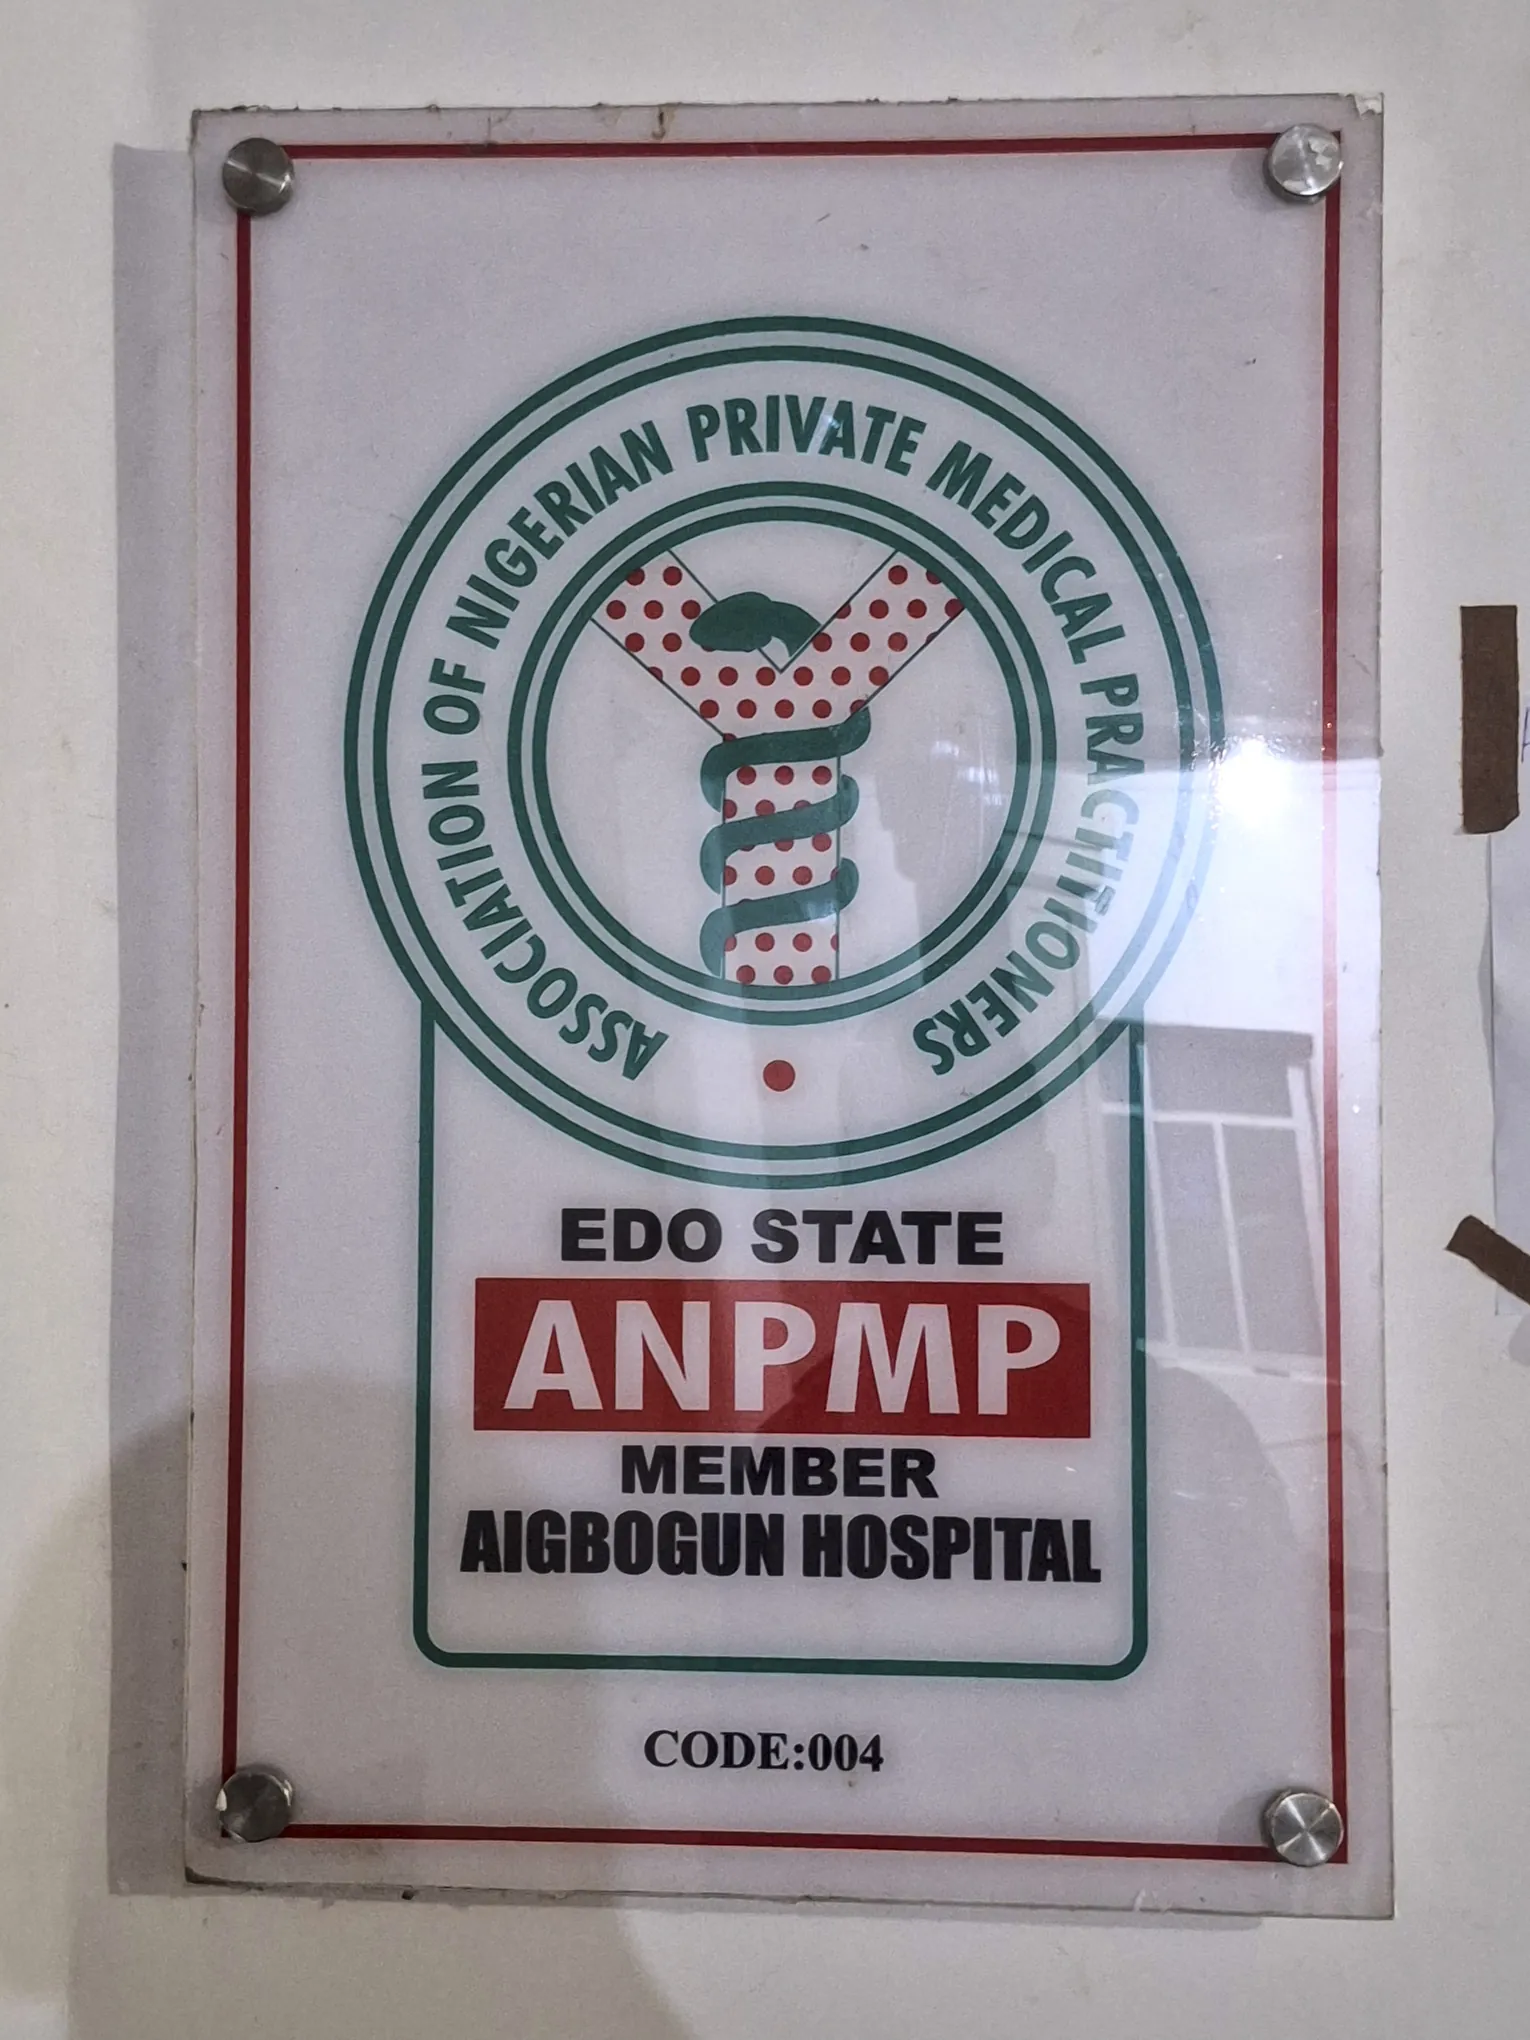 ASSOCIATION OF NIGERIAN PRIVATE MEDICAL PRACTITIONERS
EDO STATE
ANPMP
MEMBER
AIGBOGUN HOSPITAL
CODE:004